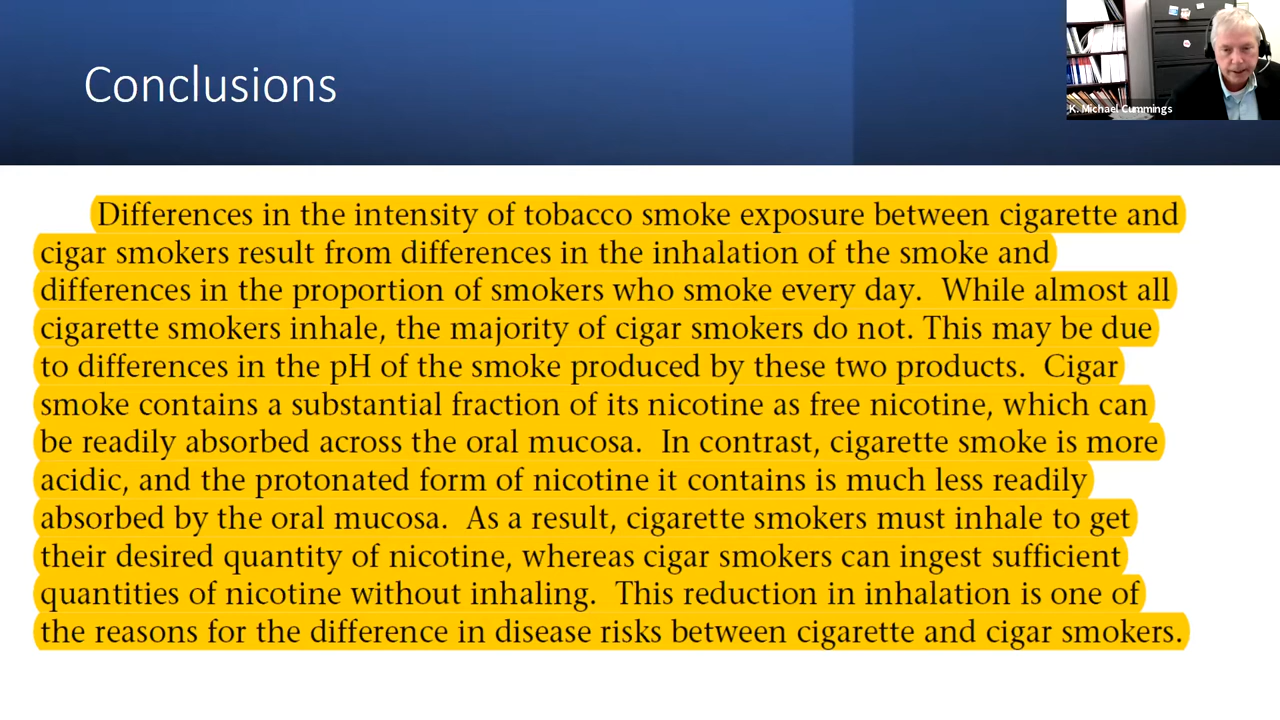 Conclusions
K. Michael Cummings
Differences in the intensity of tobacco smoke exposure between cigarette and
cigar smokers result from differences in the inhalation of the smoke and
differences in the proportion of smokers who smoke every day. While almost all
cigarette smokers inhale, the majority of cigar smokers do not. This may be due
to differences in the pH of the smoke produced by these two products. Cigar
smoke contains a substantial fraction of its nicotine as free nicotine, which can
be readily absorbed across the oral mucosa. In contrast, cigarette smoke is more
acidic, and the protonated form of nicotine it contains is much less readily
absorbed by the oral mucosa. As a result, cigarette smokers must inhale to get
their desired quantity of nicotine, whereas cigar smokers can ingest sufficient
quantities of nicotine without inhaling. This reduction in inhalation is one of
the reasons for the difference in disease risks between cigarette and cigar smokers.